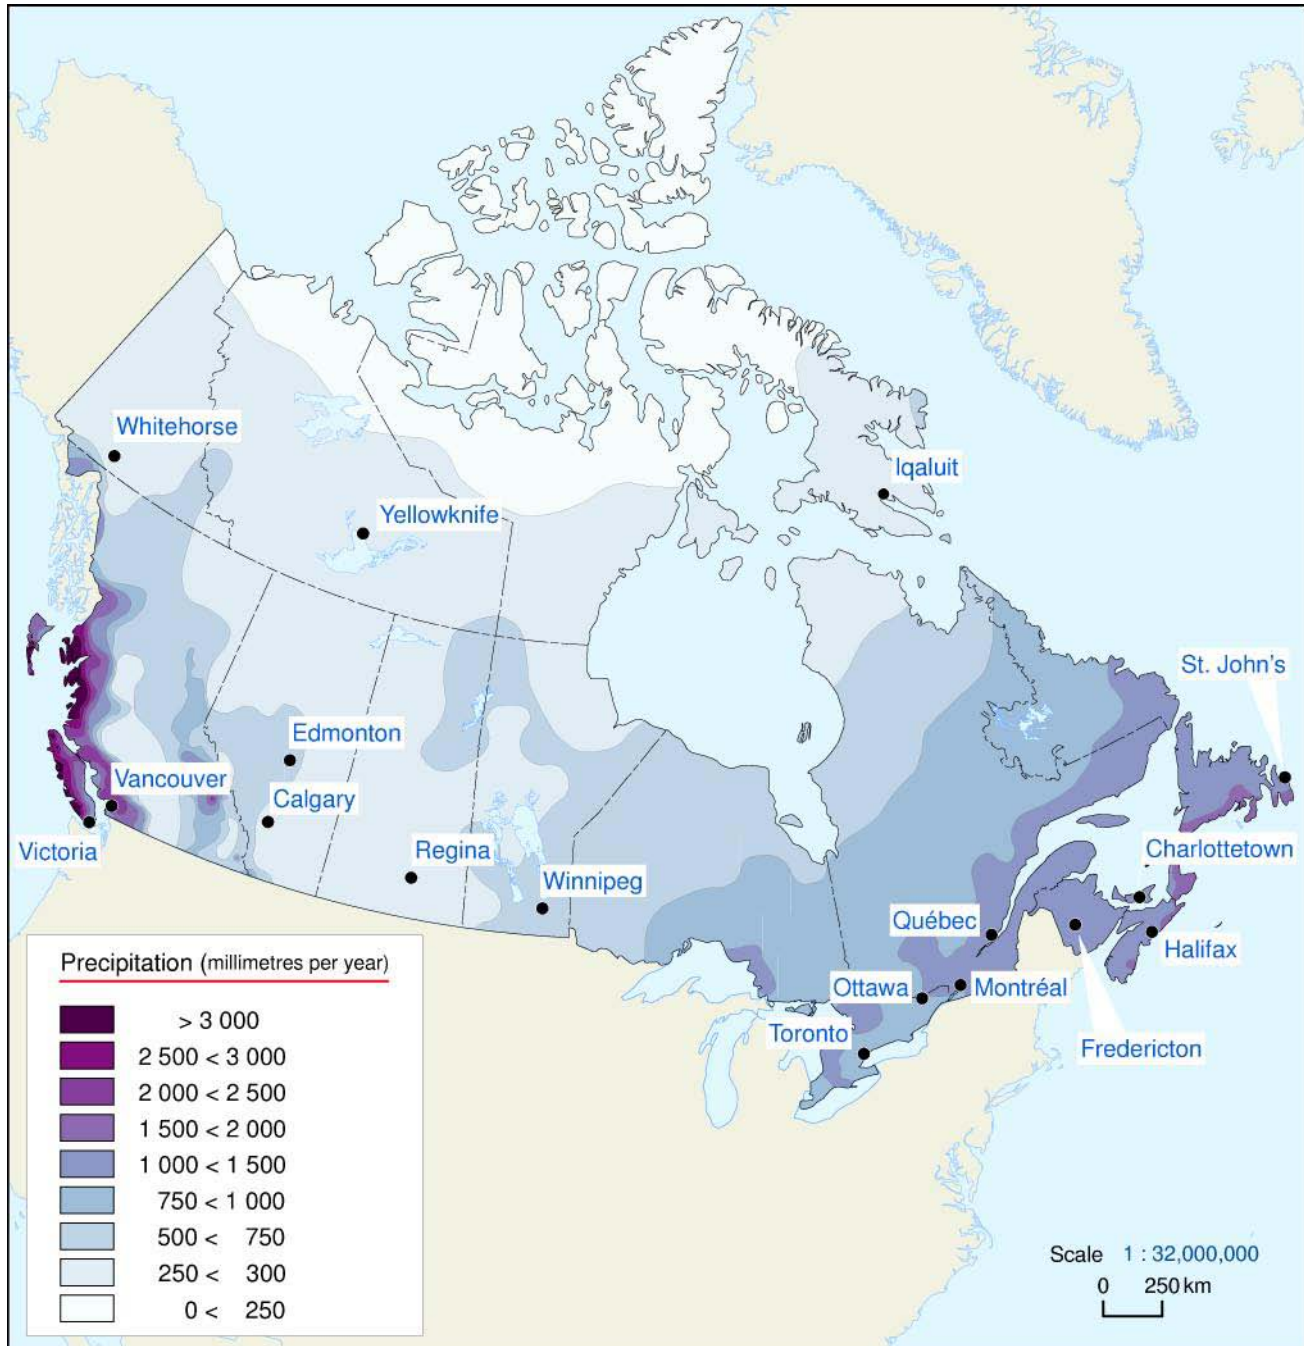 Whitehorse
Iqaluit
Yellowknife
St. John's
Edmonton
Vancouver
Calgary
Victoria
Regina
Charlottetown
Winnipeg
Québec
Halifax
Ottawa
Montréal
Toronto
Fredericton
Precipitation (millimetres per year)
> 3 000
2 500 < 3 000
2 000 < 2 500
1 500 < 2 000
1 000 < 1 500
750 < 1 000
500 < 750
250 < 300
0 < 250
Scale 1 : 32,000,000
0 250 km